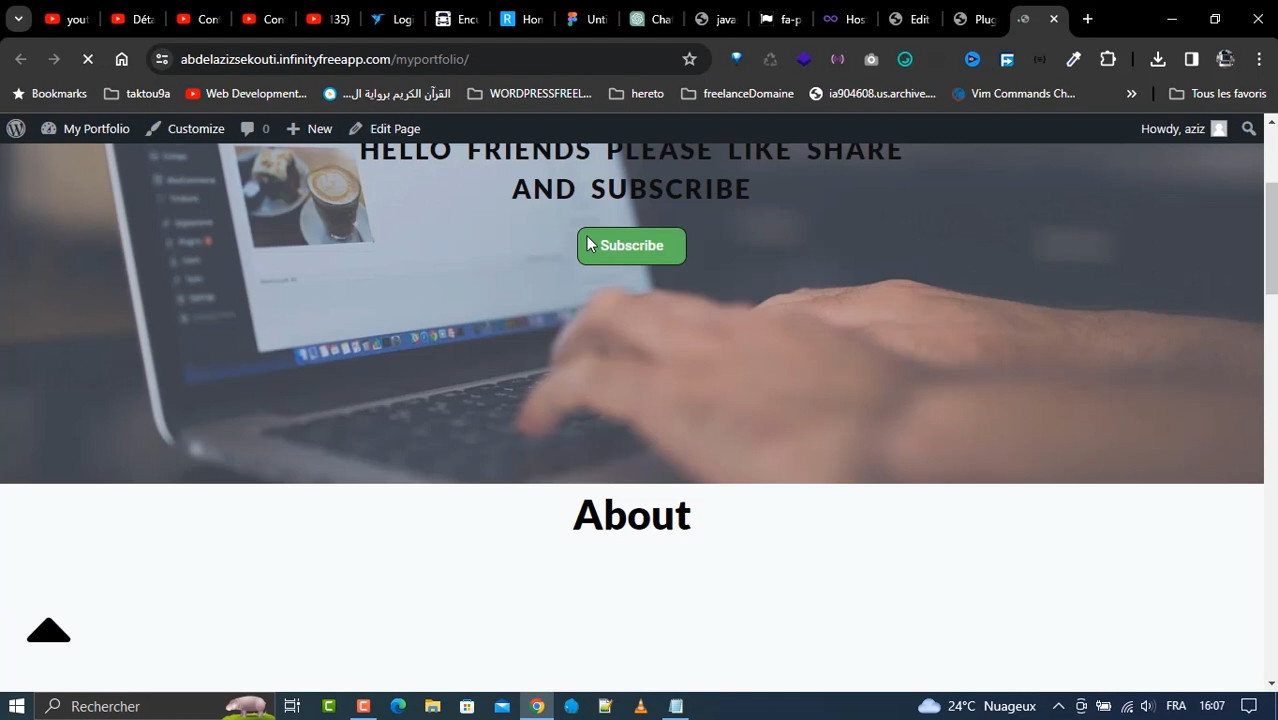 yout
Déta
Con
Con
(35)
Logi
Encu
Hon
Unti
Chat
java
fa-p
Hos
Edit
Plug
abdelazizsekouti.infinityfreeapp.com/myportfolio/
Bookmarks
taktou9a
Web Development...
القرآن الكريم برواية ال...
WORDPRESSFREEL...
hereto
freelanceDomaine
ia904608.us.archive....
Vim Commands Ch...
»
Tous les favoris
My Portfolio
Customize
0
New
Edit Page
Howdy, aziz
HELLO FRIENDS PLEASE LIKE SHARE
AND SUBSCRIBE
Subscribe
About
Rechercher
24°C Nuageux
FRA
16:07